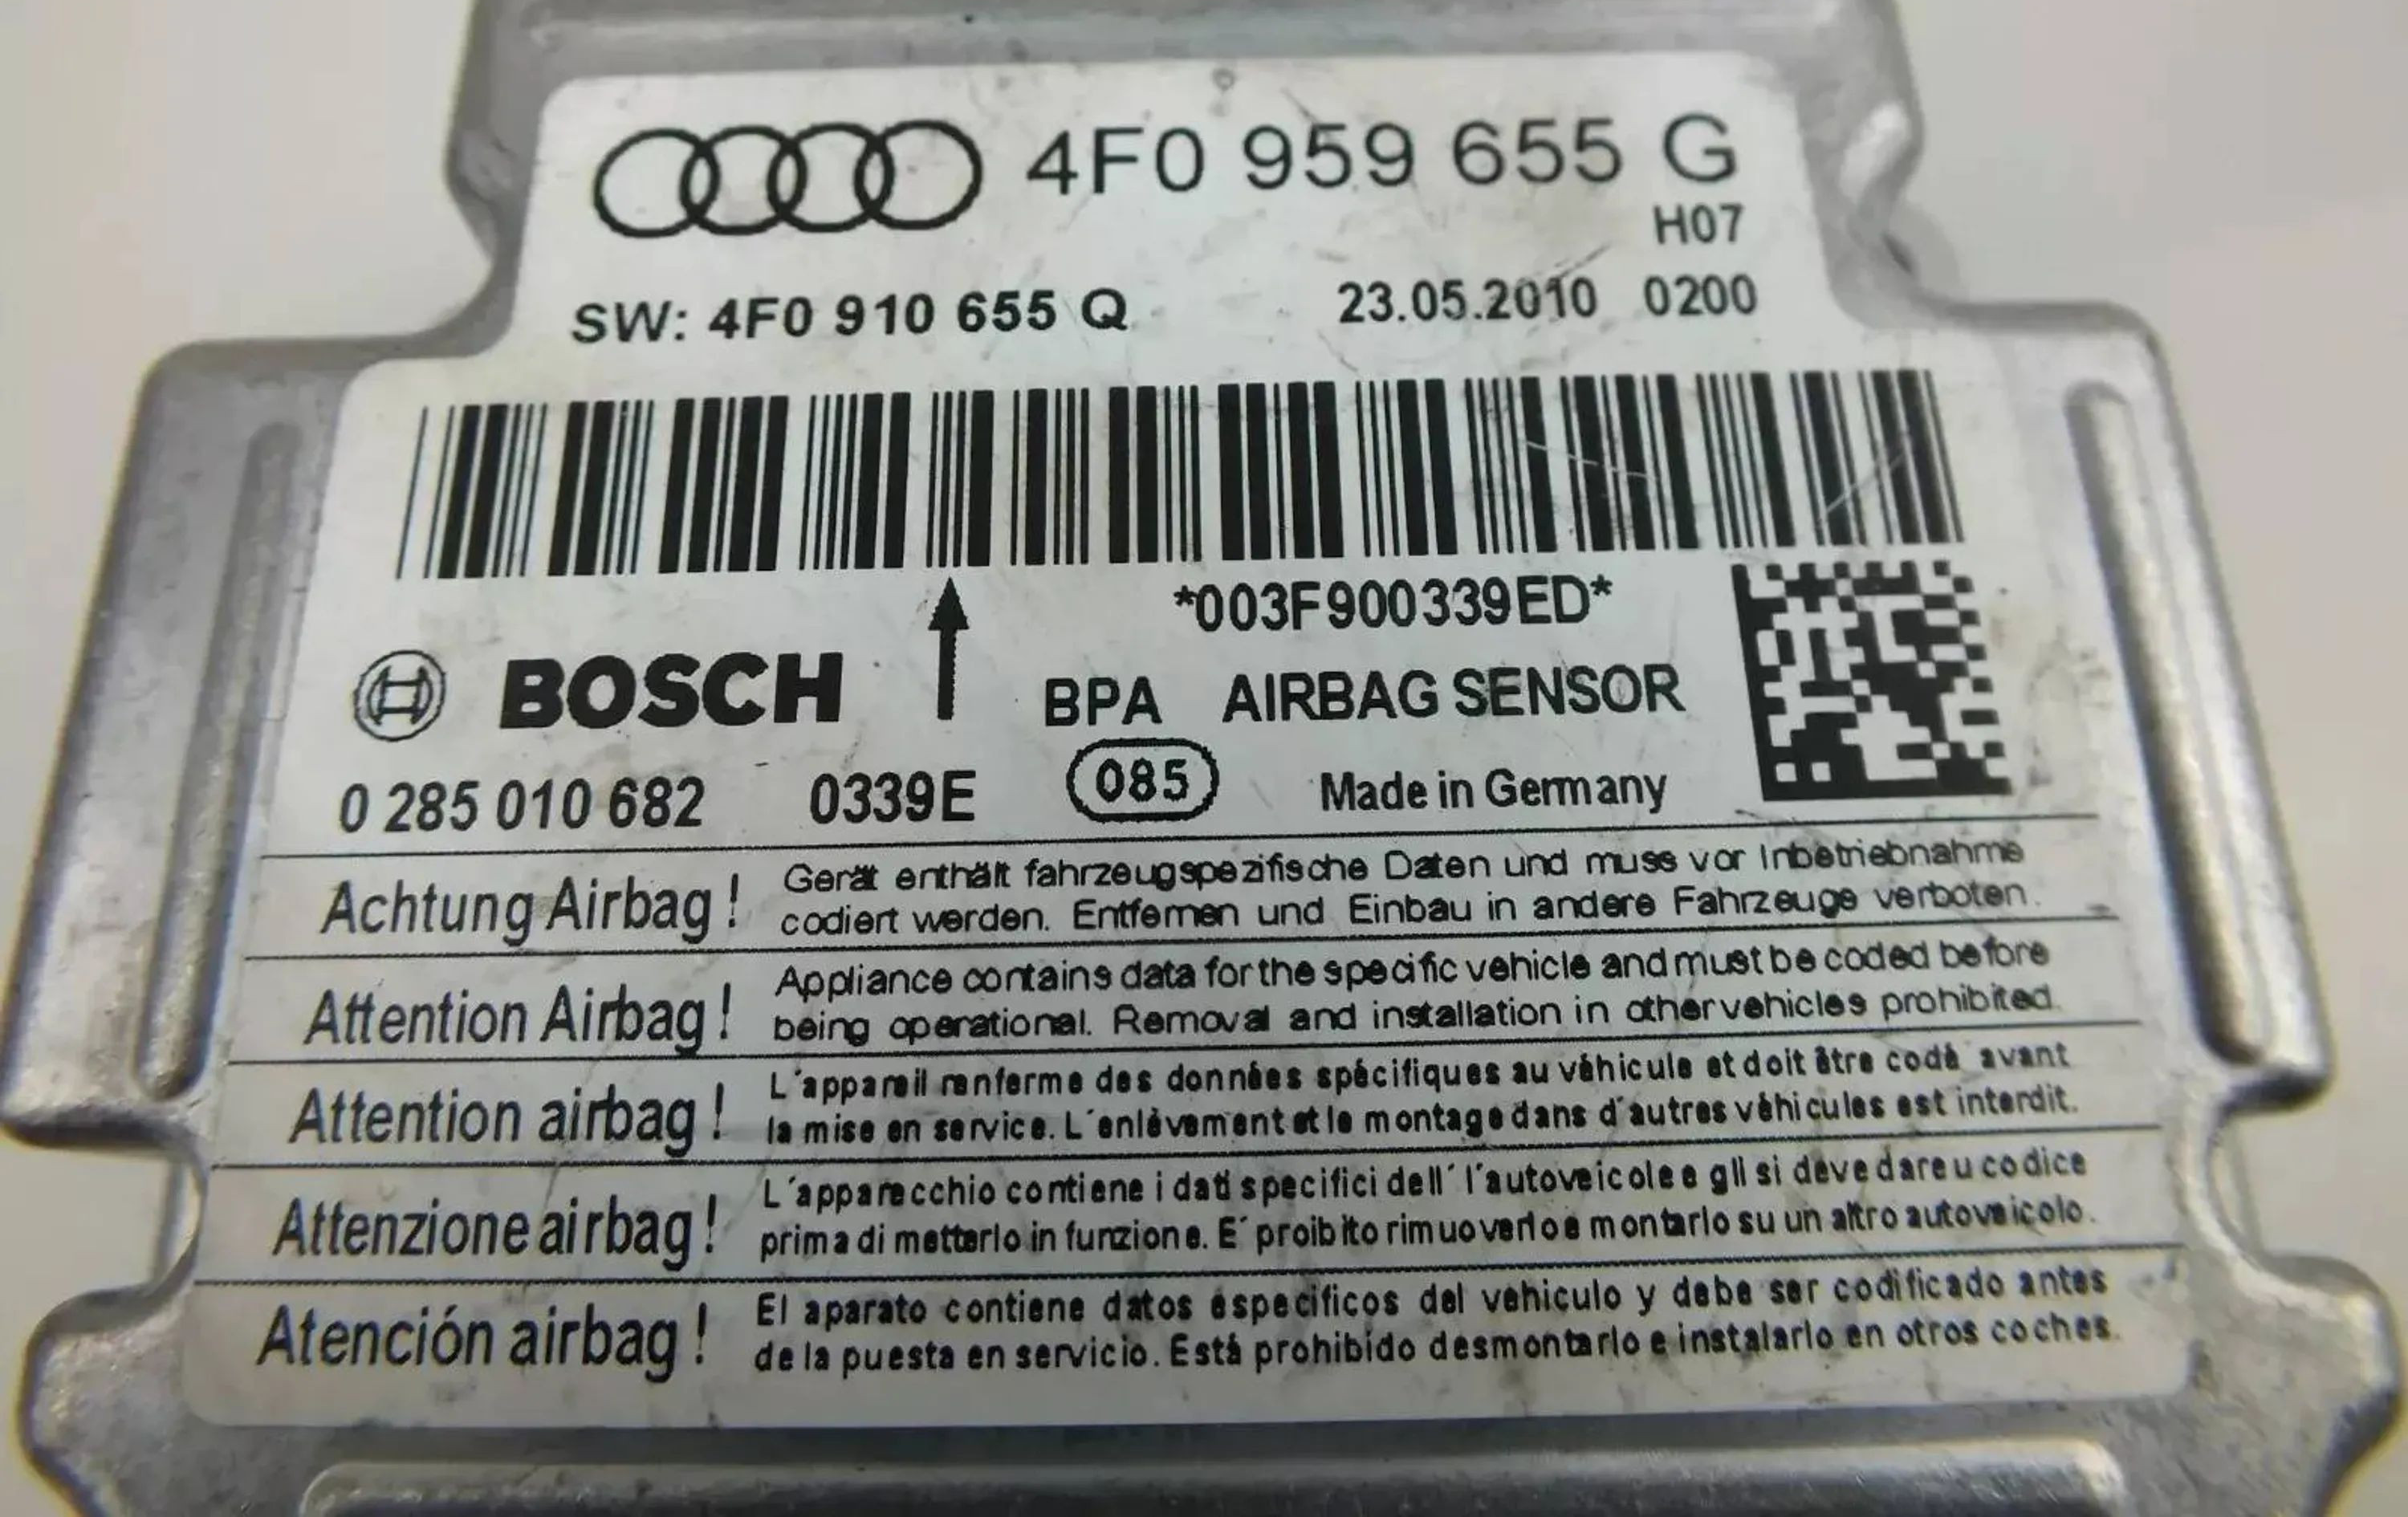 4F0 959 655 G
H07
SW: 4F0 910 655 Q 23.05.2010 0200
*003F900339ED*
BOSCH BPA AIRBAG SENSOR
0 285 010 682 0339E 085 Made in Germany
Achtung Airbag! Gerät enthält fahrzeugspezifische Daten und muss vor Inbetriebnahme
codiert werden. Entfernen und Einbau in andere Fahrzeuge verboten.
Attention Airbag! Appliance contains data for the specific vehicle and must be coded before
being operational. Removal and installation in other vehicles prohibited.
Attention airbag! L´appareil renferme des données spécifiques au véhicule et doit être codé avant
la mise en service. L´enlèvement et le montage dans d´autres véhicules est interdit.
Attenzione airbag! L´apparecchio contiene i dati specifici dell´ l´autoveicole e gli si deve dare u codice
prima di metterlo in funzione. E´ proibito rimuoverlo e montarlo su un altro autoveicolo.
Atención airbag! El aparato contiene datos especificos del vehiculo y debe ser codificado antes
de la puesta en servicio. Está prohibido desmontarlo e instalarlo en otros coches.